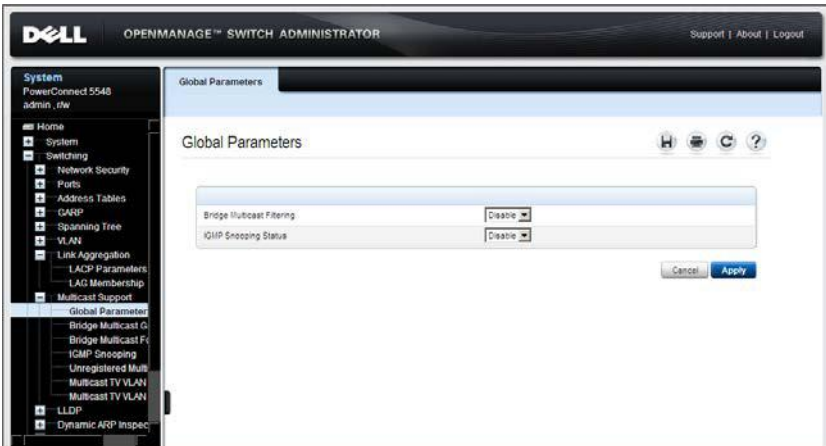 DELL
OPENMANAGE™ SWITCH ADMINISTRATOR
Support | About | Logout
System
PowerConnect 5548
admin , r/w
Home
System
Switching
Network Security
Ports
Address Tables
GARP
Spanning Tree
VLAN
Link Aggregation
LACP Parameters
LAG Membership
Multicast Support
Global Parameter
Bridge Multicast G
Bridge Multicast Fo
IGMP Snooping
Unregistered Multi
Multicast TV VLAN
Multicast TV VLAN
LLDP
Dynamic ARP Inspec
Global Parameters
Global Parameters
Bridge Multicast Filtering
Disable
IGMP Snooping Status
Disable
Cancel
Apply